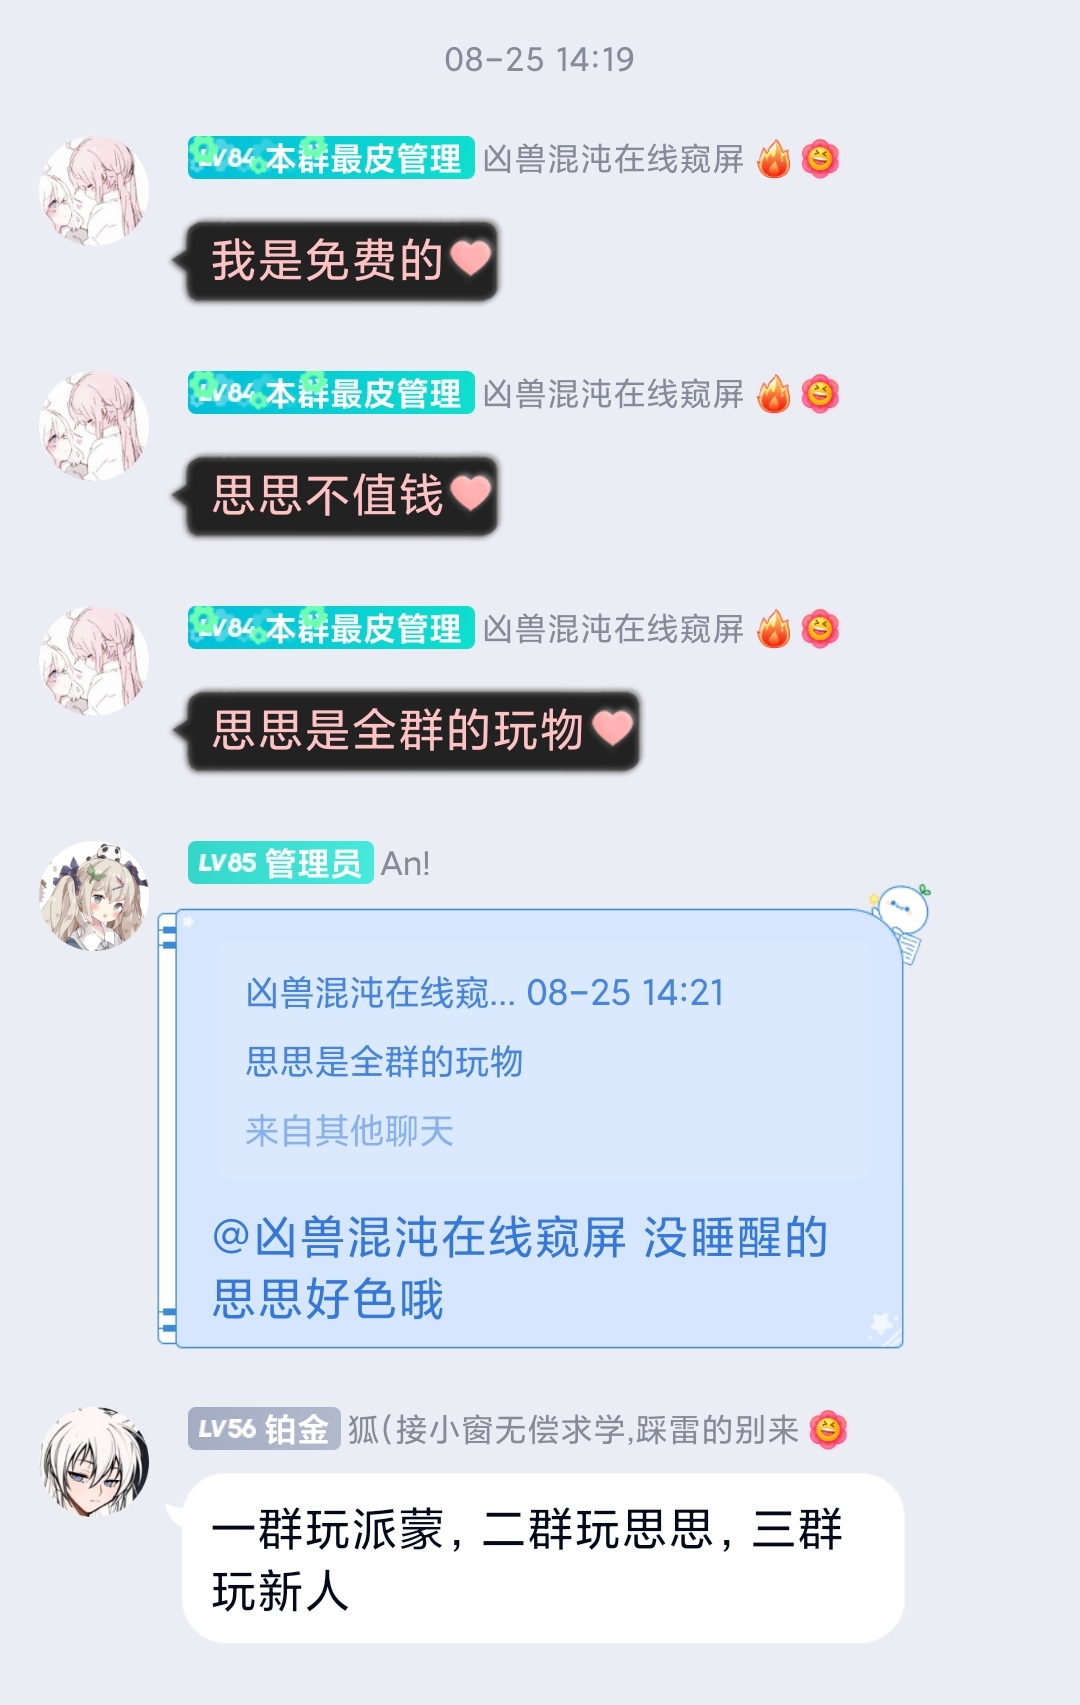 08-25 14:19
LV84 本群最皮管理 凶兽混沌在线窥屏
我是免费的
LV84 本群最皮管理 凶兽混沌在线窥屏
思思不值钱
LV84 本群最皮管理 凶兽混沌在线窥屏
思思是全群的玩物
LV85 管理员 An!
凶兽混沌在线窥... 08-25 14:21
思思是全群的玩物
来自其他聊天
@凶兽混沌在线窥屏 没睡醒的
思思好色哦
LV56 铂金 狐(接小窗无偿求学,踩雷的别来
一群玩派蒙，二群玩思思，三群
玩新人